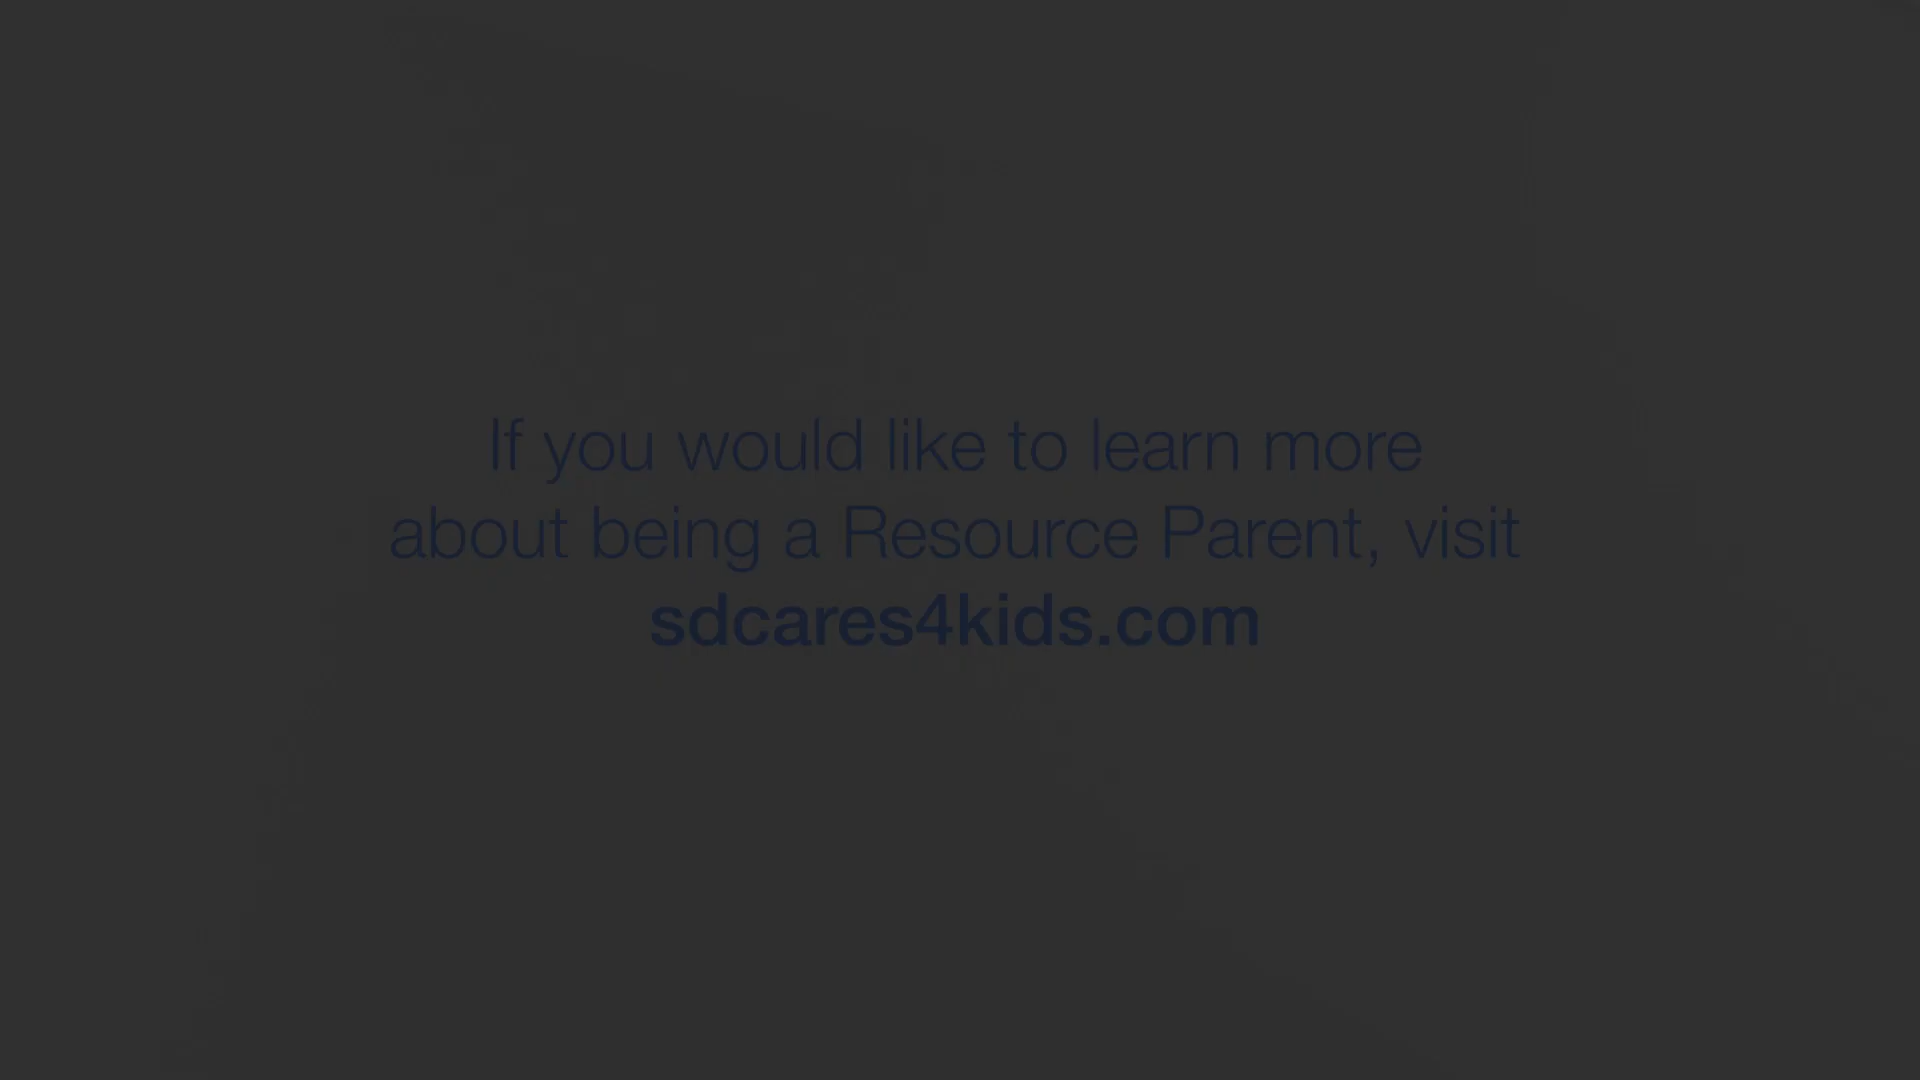 If you would like to learn more
about being a Resource Parent, visit
sdcares4kids.com